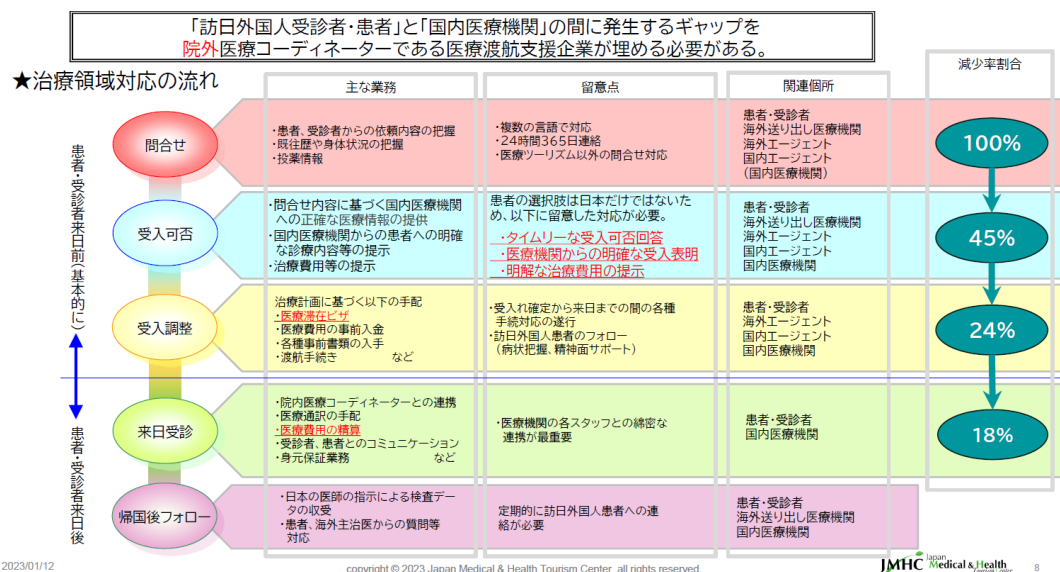 「訪日外国人受診者・患者」と「国内医療機関」の間に発生するギャップを
院外医療コーディネーターである医療渡航支援企業が埋める必要がある。
★治療領域対応の流れ
主な業務
留意点
関連個所
減少率割合
患者・受診者来日前(基本的に)
問合せ
・患者、受診者からの依頼内容の把握
・既往歴や身体状況の把握
・投薬情報
・複数の言語で対応
・24時間365日連絡
・医療ツーリズム以外の問合せ対応
患者・受診者
海外送り出し医療機関
海外エージェント
国内エージェント
(国内医療機関)
100%
受入可否
・問合せ内容に基づく国内医療機関
への正確な医療情報の提供
・国内医療機関からの患者への明確
な診療内容等の提示
・治療費用等の提示
患者の選択肢は日本だけではないた
め、以下に留意した対応が必要。
・タイムリーな受入可否回答
・医療機関からの明確な受入表明
・明解な治療費用の提示
患者・受診者
海外送り出し医療機関
海外エージェント
国内エージェント
国内医療機関
45%
受入調整
治療計画に基づく以下の手配
・医療滞在ビザ
・医療費用の事前入金
・各種事前書類の入手
・渡航手続き など
・受入れ確定から来日までの間の各種
手続対応の遂行
・訪日外国人患者のフォロー
(病状把握、精神面サポート)
患者・受診者
海外エージェント
国内エージェント
国内医療機関
24%
患者・受診者来日後
来日受診
・院内医療コーディネーターとの連携
・医療通訳の手配
・医療費用の精算
・受診者、患者とのコミュニケーション
・身元保証業務 など
・医療機関の各スタッフとの綿密な
連携が最重要
患者・受診者
国内医療機関
18%
帰国後フォロー
・日本の医師の指示による検査デー
タの収受
・患者、海外主治医からの質問等
対応
定期的に訪日外国人患者への連
絡が必要
患者・受診者
海外送り出し医療機関
国内医療機関
2023/01/12
copyright © 2023 Japan Medical & Health Tourism Center all rights reserved
JMHC Japan Medical & Health Tourism Center
8